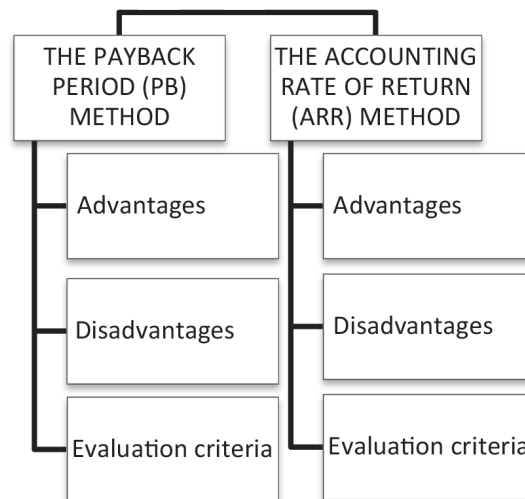 THE PAYBACK
PERIOD (PB)
METHOD
Advantages
Disadvantages
Evaluation criteria
THE ACCOUNTING
RATE OF RETURN
(ARR) METHOD
Advantages
Disadvantages
Evaluation criteria